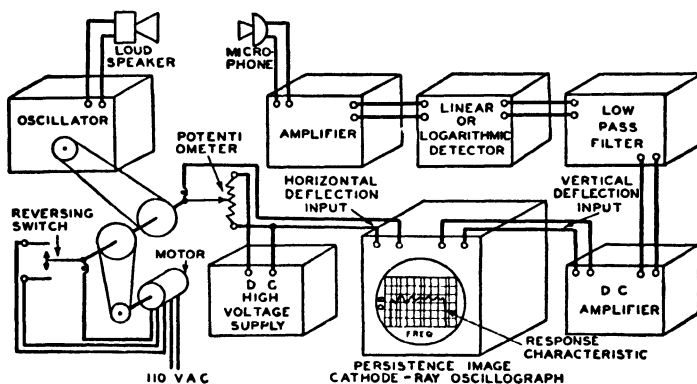 LOUD
SPEAKER
MICRO-
PHONE
OSCILLATOR
POTENTI
OMETER
AMPLIFIER
LINEAR
OR
LOGARITHMIC
DETECTOR
LOW
PASS
FILTER
HORIZONTAL
DEFLECTION
INPUT
VERTICAL
DEFLECTION
INPUT
REVERSING
SWITCH
MOTOR
D C
HIGH
VOLTAGE
SUPPLY
D C
AMPLIFIER
FREQ
RESPONSE
CHARACTERISTIC
110 V A C
PERSISTENCE IMAGE
CATHODE-RAY OSCILLOGRAPH